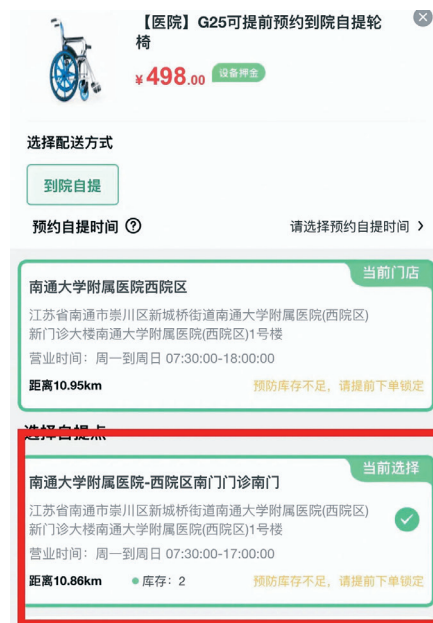 【医院】G25可提前预约到院自提轮
椅
¥498.00 设备押金
选择配送方式
到院自提
预约自提时间 ? 请选择预约自提时间 >
当前门店
南通大学附属医院西院区
江苏省南通市崇川区新城桥街道南通大学附属医院(西院区)
新门诊大楼南通大学附属医院(西院区)1号楼
营业时间：周一到周日 07:30:00-18:00:00
距离10.95km 预防库存不足，请提前下单锁定
选择自提点
当前选择
南通大学附属医院-西院区南门门诊南门
江苏省南通市崇川区新城桥街道南通大学附属医院(西院区)
新门诊大楼南通大学附属医院(西院区)1号楼
营业时间：周一到周日 07:30:00-17:00:00
距离10.86km 库存：2 预防库存不足，请提前下单锁定